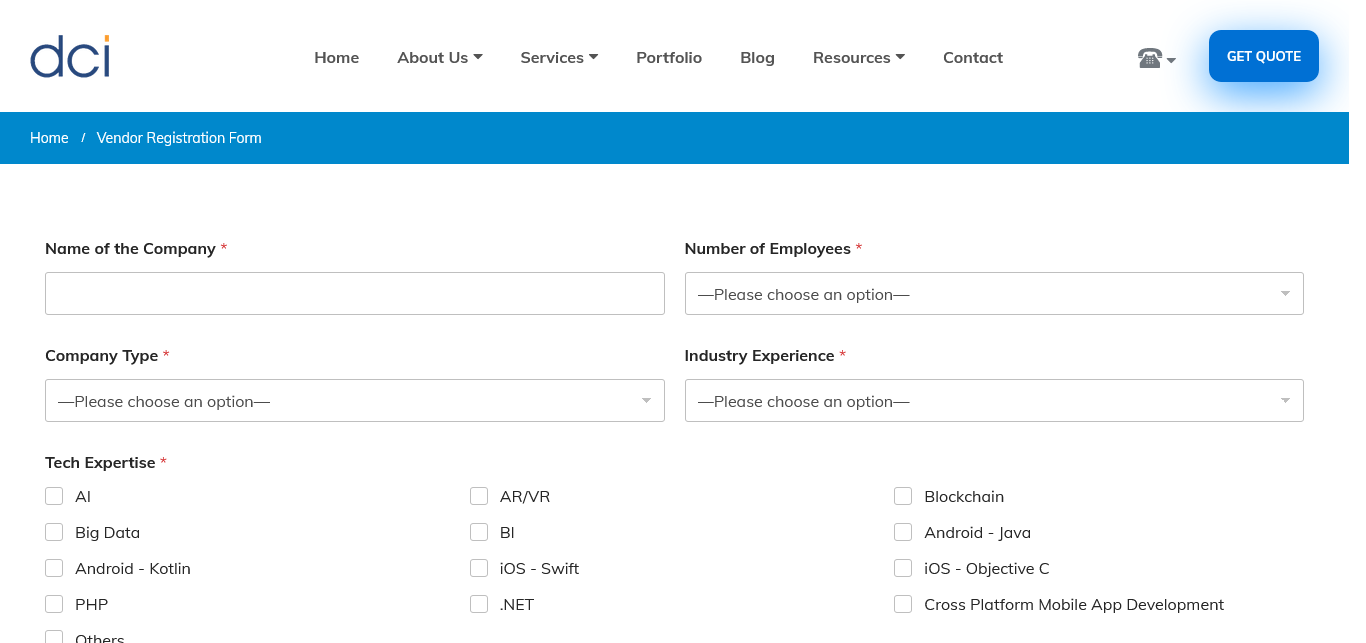 dci
Home About Us Services Portfolio Blog Resources Contact GET QUOTE
Home / Vendor Registration Form
Name of the Company * Number of Employees *
—Please choose an option—
Company Type * Industry Experience *
—Please choose an option— —Please choose an option—
Tech Expertise *
AI AR/VR Blockchain
Big Data BI Android - Java
Android - Kotlin iOS - Swift iOS - Objective C
PHP .NET Cross Platform Mobile App Development
Others